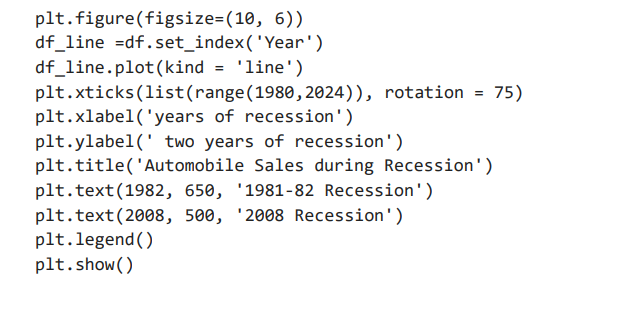 plt.figure(figsize=(10, 6))
df_line =df.set_index('Year')
df_line.plot(kind = 'line')
plt.xticks(list(range(1980,2024)), rotation = 75)
plt.xlabel('years of recession')
plt.ylabel(' two years of recession')
plt.title('Automobile Sales during Recession')
plt.text(1982, 650, '1981-82 Recession')
plt.text(2008, 500, '2008 Recession')
plt.legend()
plt.show()